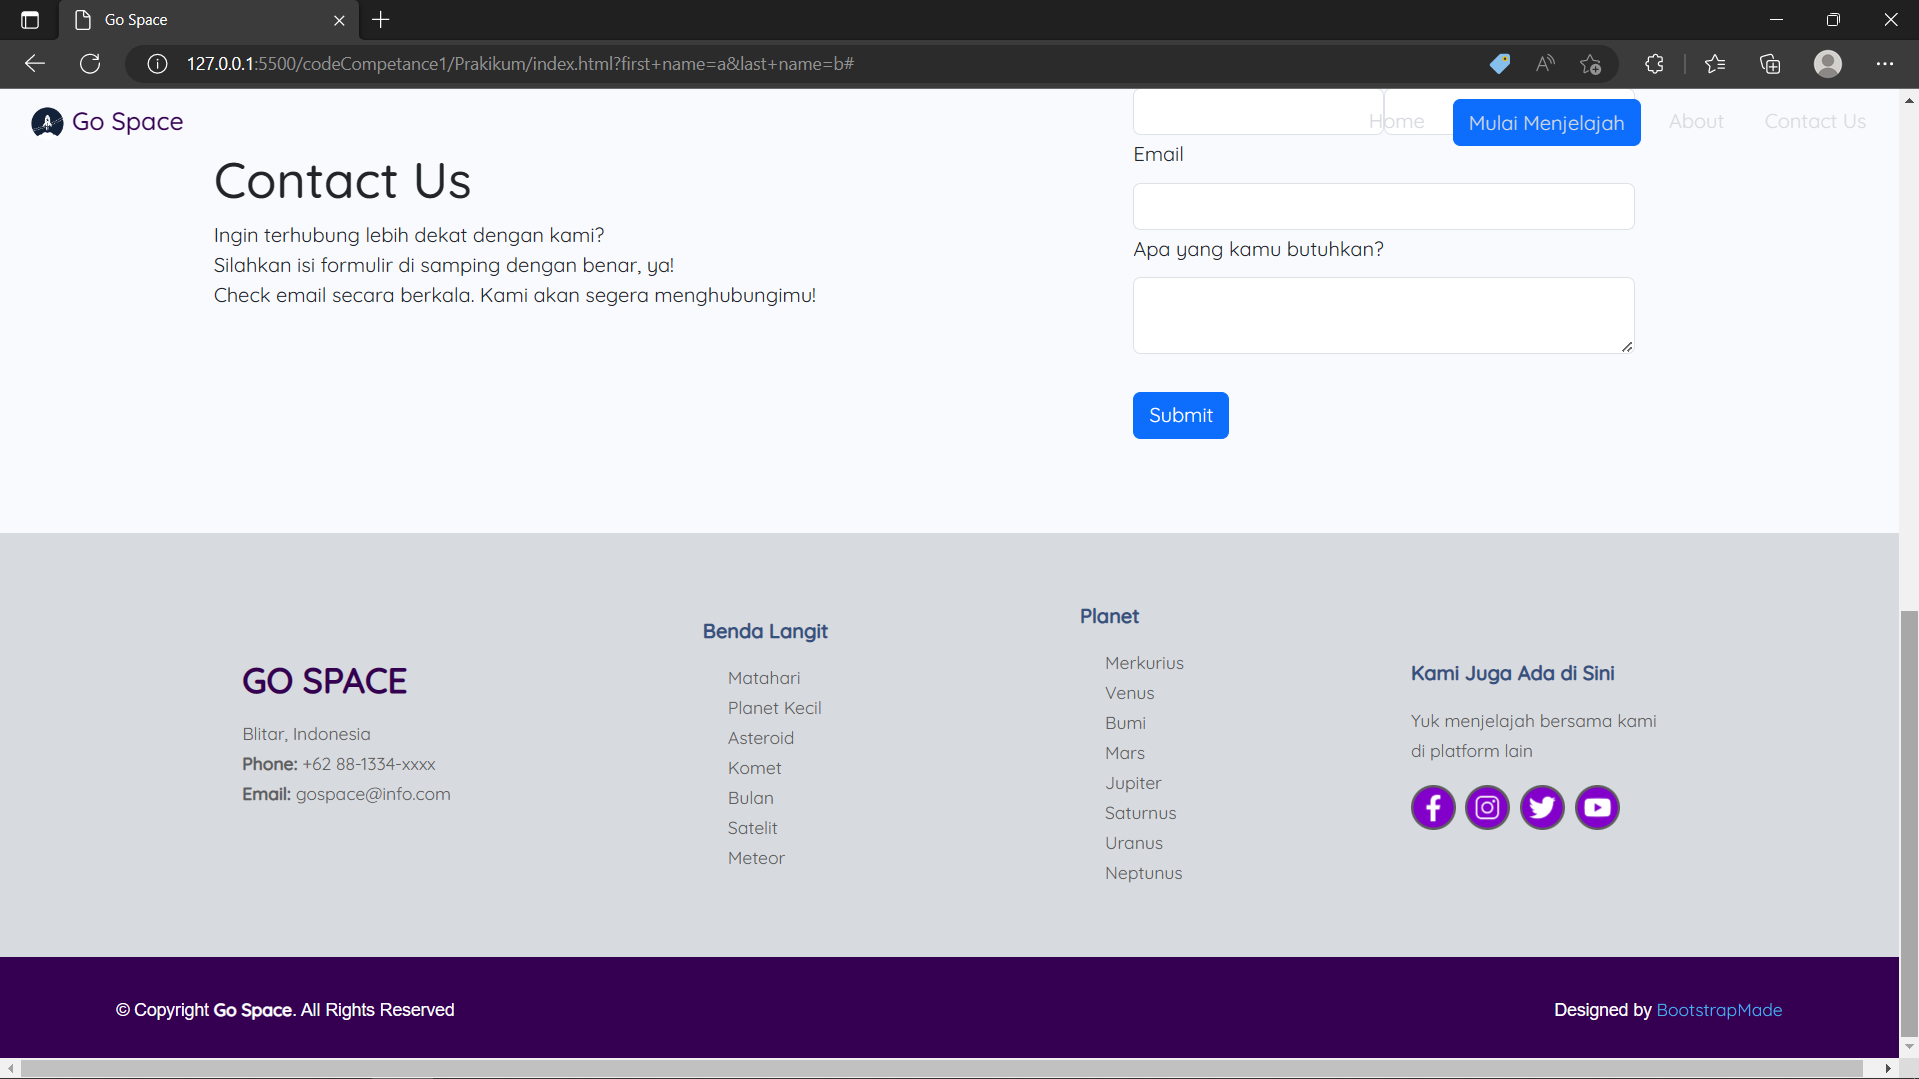 Go Space
127.0.0.1:5500/codeCompetance1/Prakikum/index.html?first+name=a&last+name=b#
Go Space
Home
Mulai Menjelajah
About
Contact Us
Contact Us
Ingin terhubung lebih dekat dengan kami?
Silahkan isi formulir di samping dengan benar, ya!
Check email secara berkala. Kami akan segera menghubungimu!
Email
Apa yang kamu butuhkan?
Submit
GO SPACE
Blitar, Indonesia
Phone: +62 88-1334-xxxx
Email: gospace@info.com
Benda Langit
Matahari
Planet Kecil
Asteroid
Komet
Bulan
Satelit
Meteor
Planet
Merkurius
Venus
Bumi
Mars
Jupiter
Saturnus
Uranus
Neptunus
Kami Juga Ada di Sini
Yuk menjelajah bersama kami
di platform lain
© Copyright Go Space. All Rights Reserved
Designed by BootstrapMade